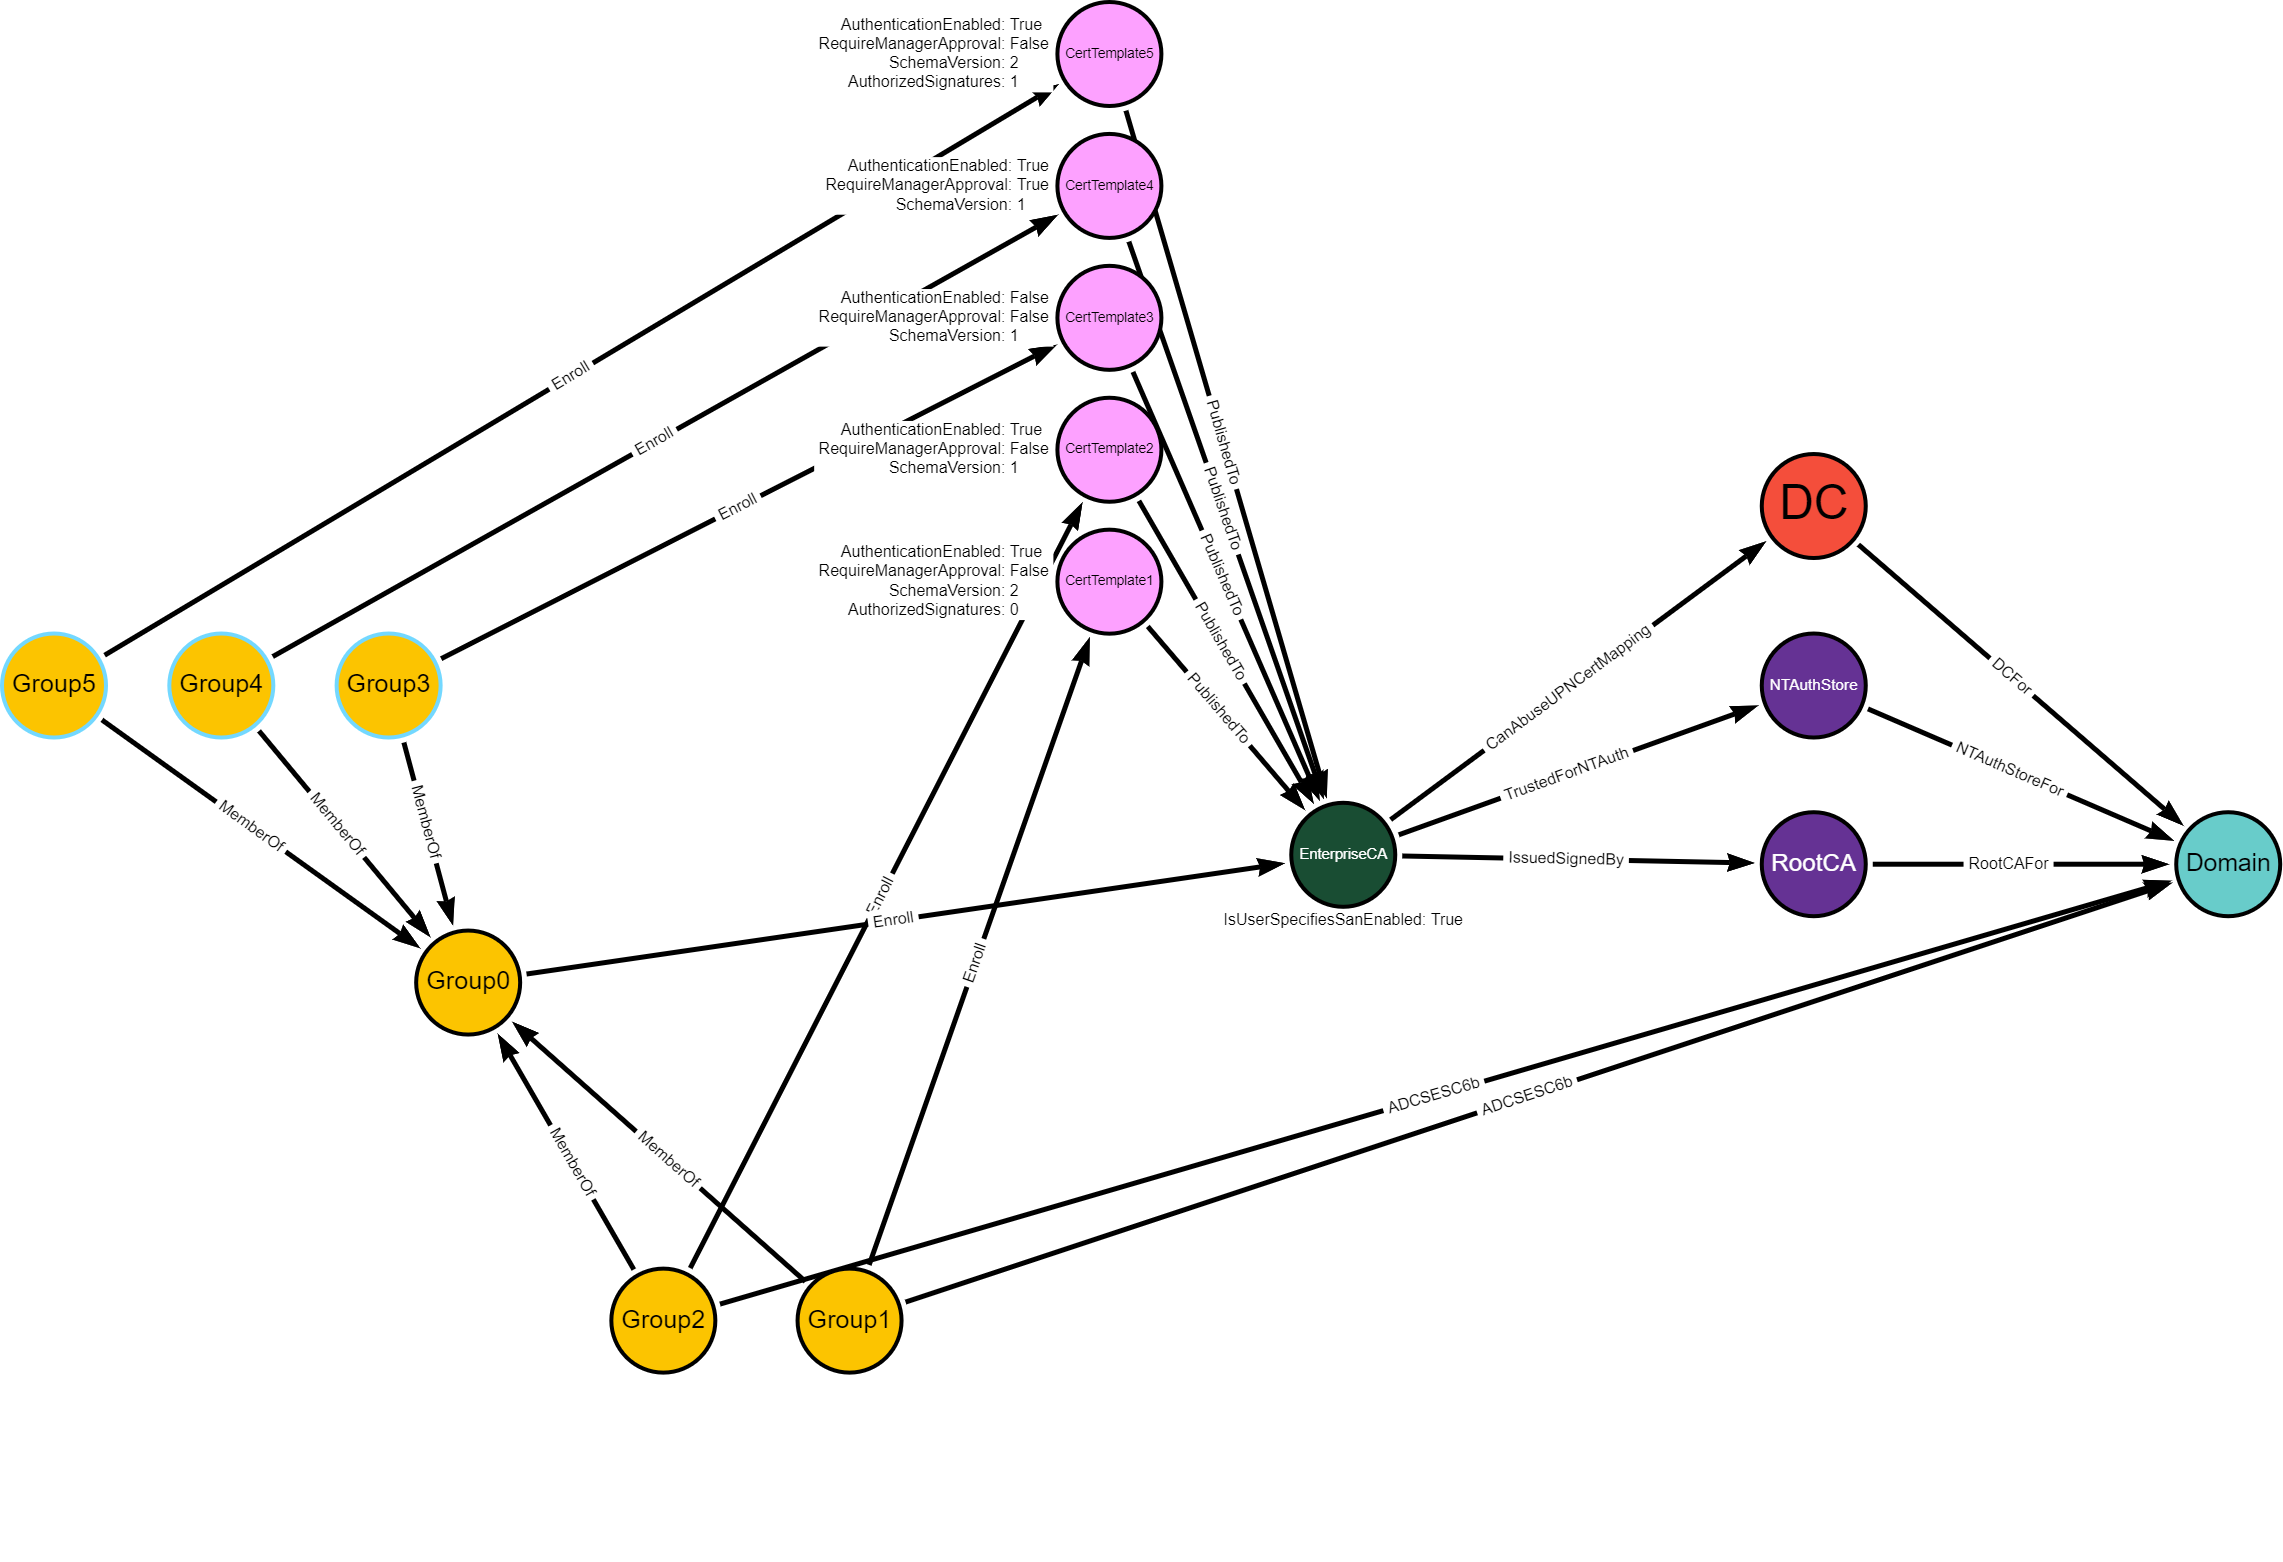 AuthenticationEnabled: True
RequireManagerApproval: False
SchemaVersion: 2
AuthorizedSignatures: 1
CertTemplate5
AuthenticationEnabled: True
RequireManagerApproval: True
SchemaVersion: 1
CertTemplate4
AuthenticationEnabled: False
RequireManagerApproval: False
SchemaVersion: 1
CertTemplate3
AuthenticationEnabled: True
RequireManagerApproval: False
SchemaVersion: 1
CertTemplate2
AuthenticationEnabled: True
RequireManagerApproval: False
SchemaVersion: 2
AuthorizedSignatures: 0
CertTemplate1
Enroll
Enroll
Enroll
PublishedTo
PublishedTo
PublishedTo
PublishedTo
PublishedTo
DC
Group5
Group4
Group3
CanAbuseUPNCertMapping
NTAuthStore
DCFor
TrustedForNTAuth
NTAuthStoreFor
MemberOf
MemberOf
MemberOf
EnterpriseCA
IssuedSignedBy
RootCA
RootCAFor
Domain
IsUserSpecifiesSanEnabled: True
Enroll
Enroll
Enroll
Group0
ADCSESC6b
ADCSESC6b
MemberOf
MemberOf
Group2
Group1